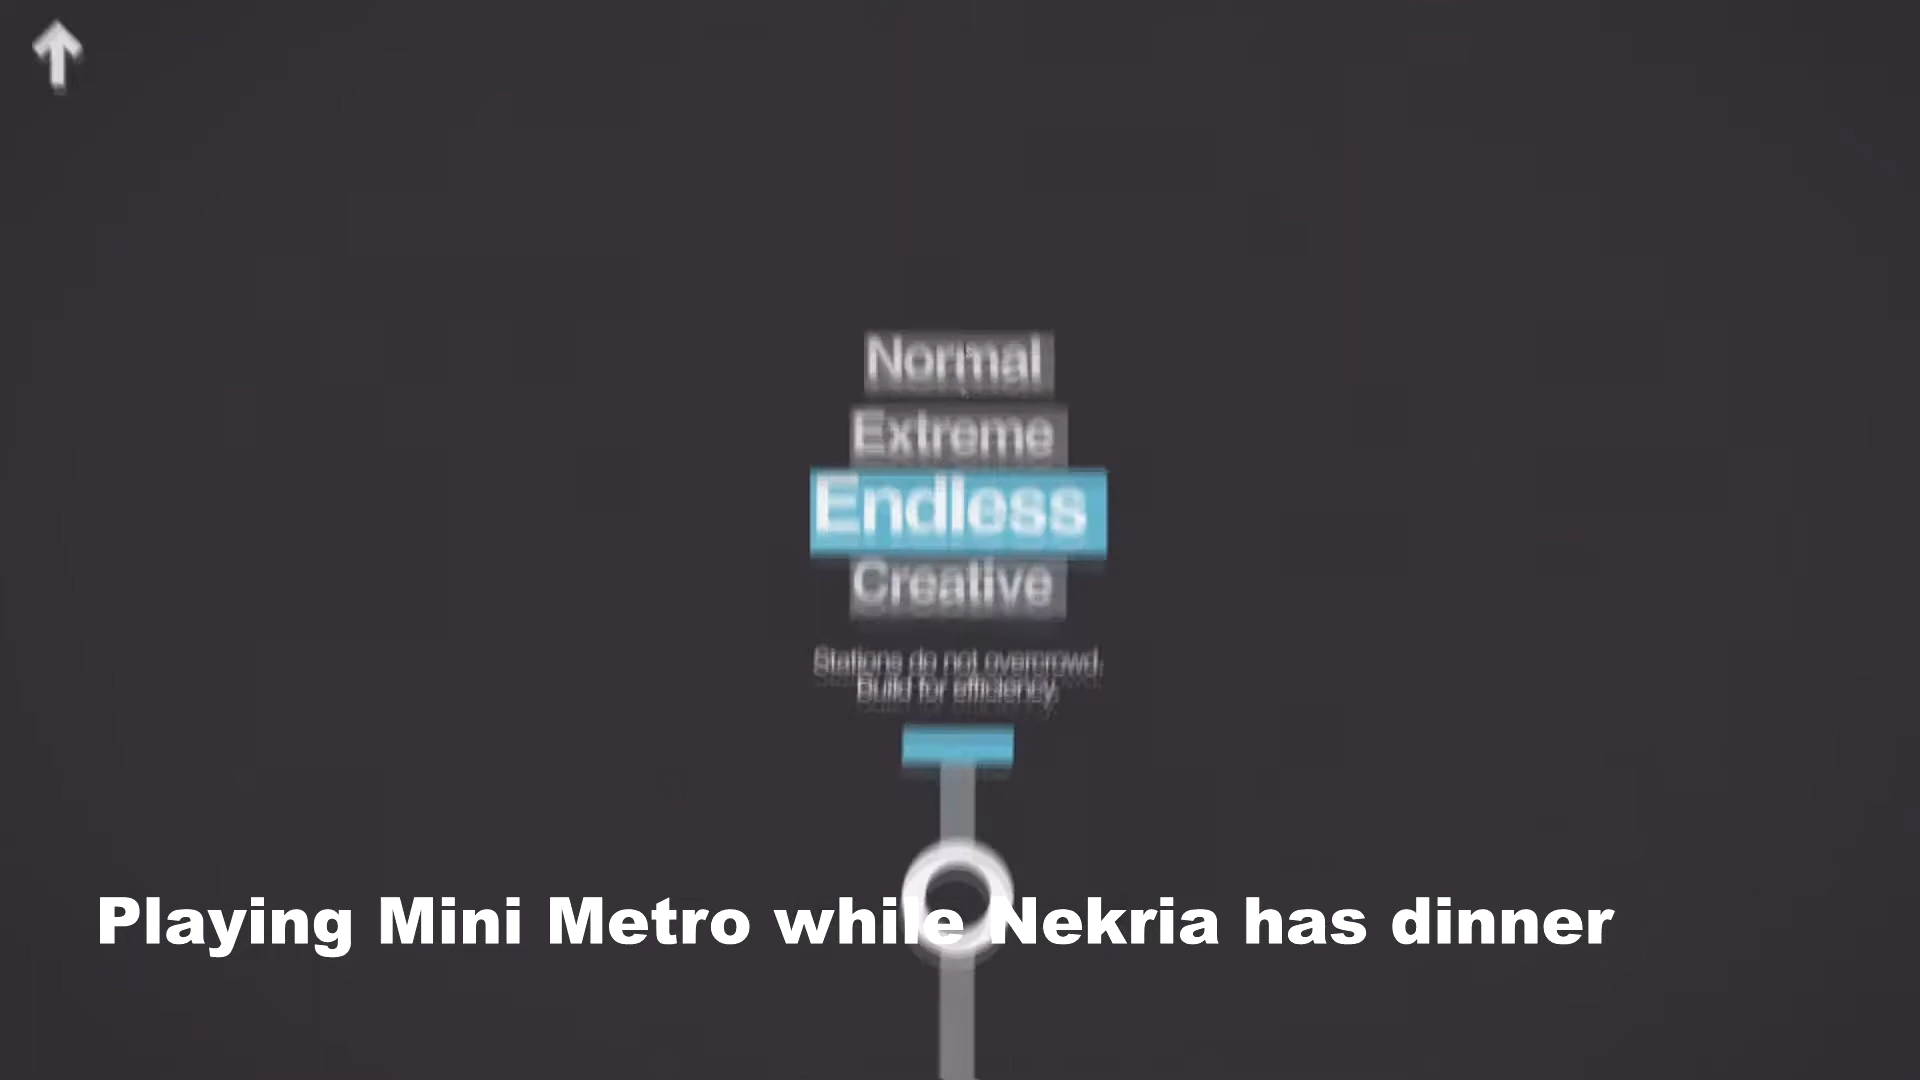 Normal
Extreme
Endless
Creative
Stations do not overcrowd.
Build for efficiency.
Playing Mini Metro while Nekria has dinner